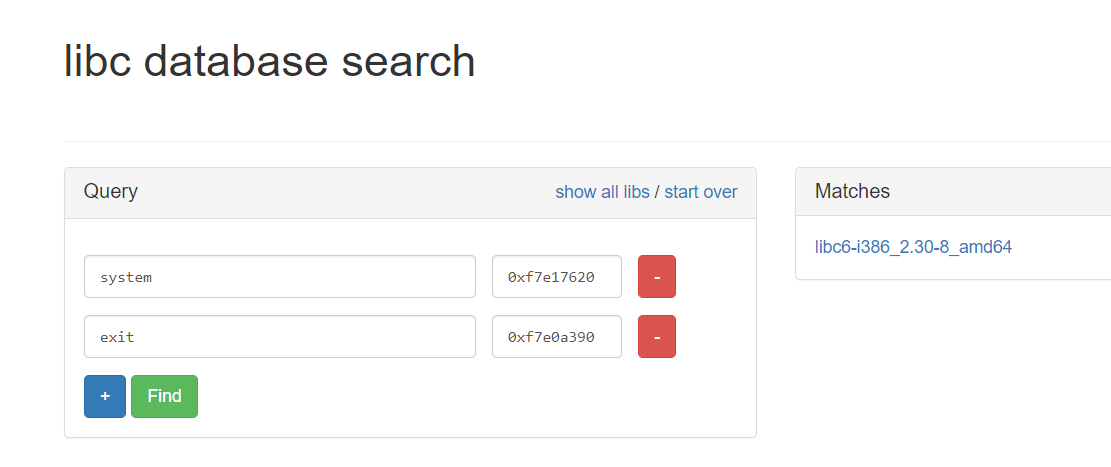 libc database search
Query show all libs / start over
Matches
system 0xf7e17620 -
libc6-i386_2.30-8_amd64
exit 0xf7e0a390 -
+ Find